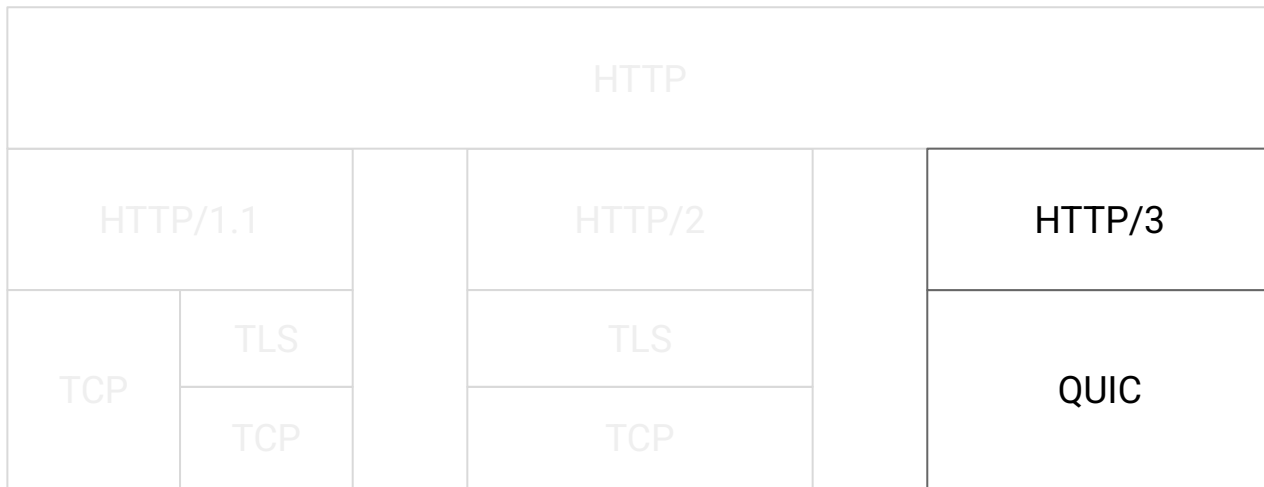 HTTP
HTTP/1.1
HTTP/2
HTTP/3
TLS
TLS
TCP
QUIC
TCP
TCP